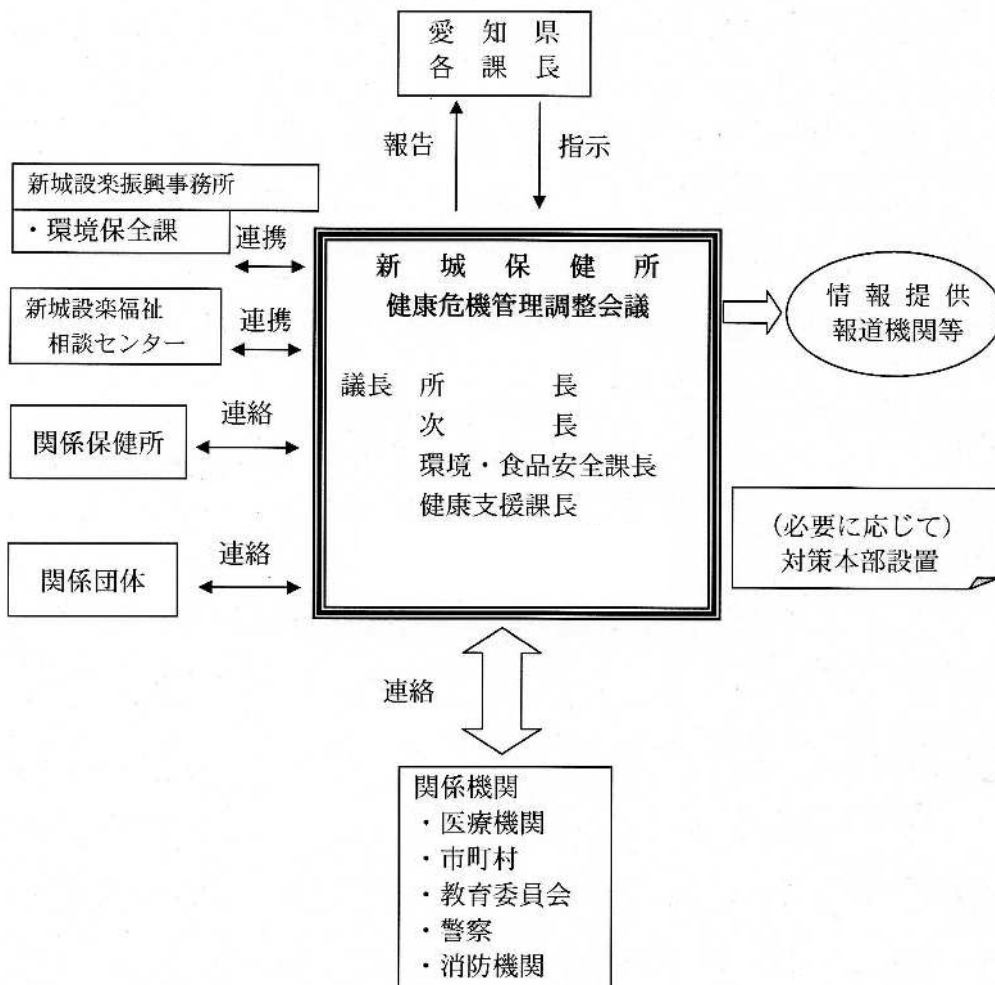 愛知県
各課長
報告
指示
新城設楽振興事務所
・環境保全課
連携
新城設楽福祉
相談センター
連携
関係保健所
連絡
関係団体
連絡
新城保健所
健康危機管理調整会議
議長 所長
次長
環境・食品安全課長
健康支援課長
情報提供
報道機関等
(必要に応じて)
対策本部設置
連絡
関係機関
・医療機関
・市町村
・教育委員会
・警察
・消防機関